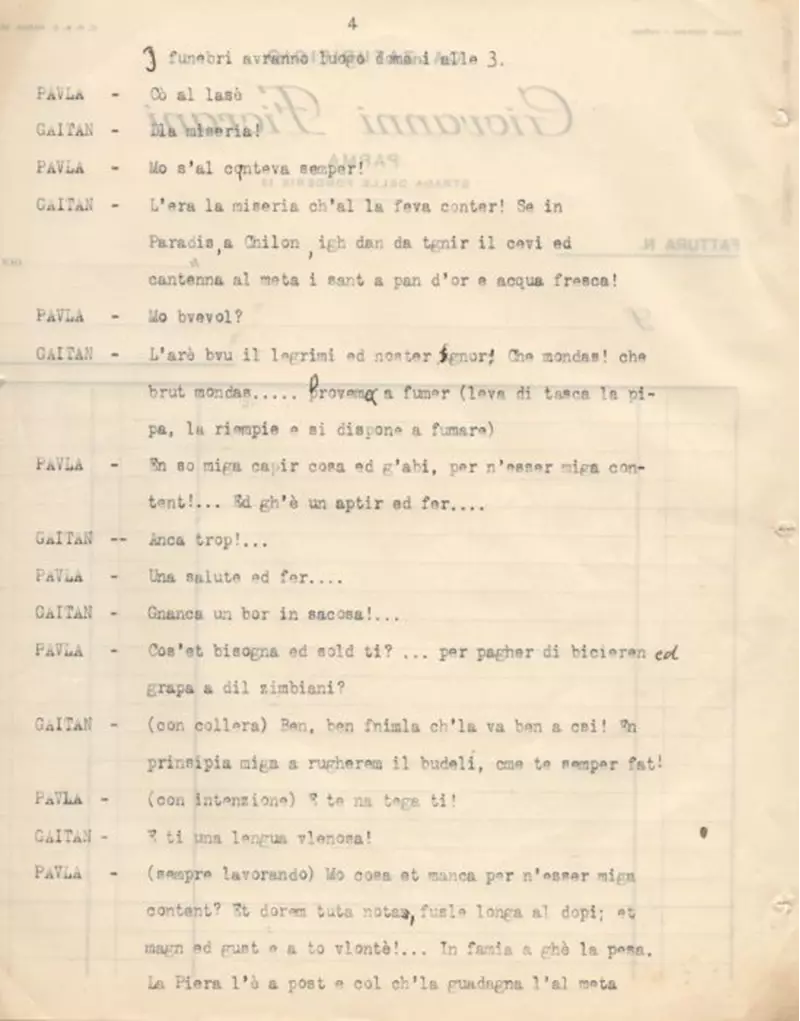 4
I funebri avranno luogo domani alle 3.
PAVLA - Cò al lasè
GAITAN - Dla miseria!
PAVLA - Mo s'al conteva semper!
GAITAN - L'era la miseria ch'al la feva conter! Se in
Paradis, a Chilon, igh dan da tgnir il cevi ed
cantenna al meta i sant a pan d'or e acqua fresca!
PAVLA - Mo bvevol?
GAITAN - L'arè bvu il legrimi ed noster Signor! Che mondas! che
brut mondas..... Provema a fumer (leva di tasca la pi-
pa, la riempie e si dispone a fumare)
PAVLA - En so miga capir cosa ed g'abi, per n'esser miga con-
tent!... Ed gh'è un aptir ed fer....
GAITAN -- Anca trop!...
PAVLA - Una salute ed fer....
GAITAN - Gnanca un bor in sacosa!...
PAVLA - Cos'et bisogna ed sold ti? ... per pagher di bicieren ed
grapa a dil zimbiani?
GAITAN - (con collera) Ben, ben fnimla ch'la va ben a csi! En
prinsipia miga a rugherem il budeli, cme te semper fat!
PAVLA - (con intenzione) E te na tega ti!
GAITAN - E ti una lengua vlenosa!
PAVLA - (sempre lavorando) Mo cosa et manca per n'esser miga
content? Et dorem tuta nota, fusle longa al dopi; et
magn ed gust e a to vlontè!... In famia a ghè la pesa.
La Piera l'è a post e col ch'la guadagna l'al meta
Giovanni Fiorani
PARMA
FATTURA N